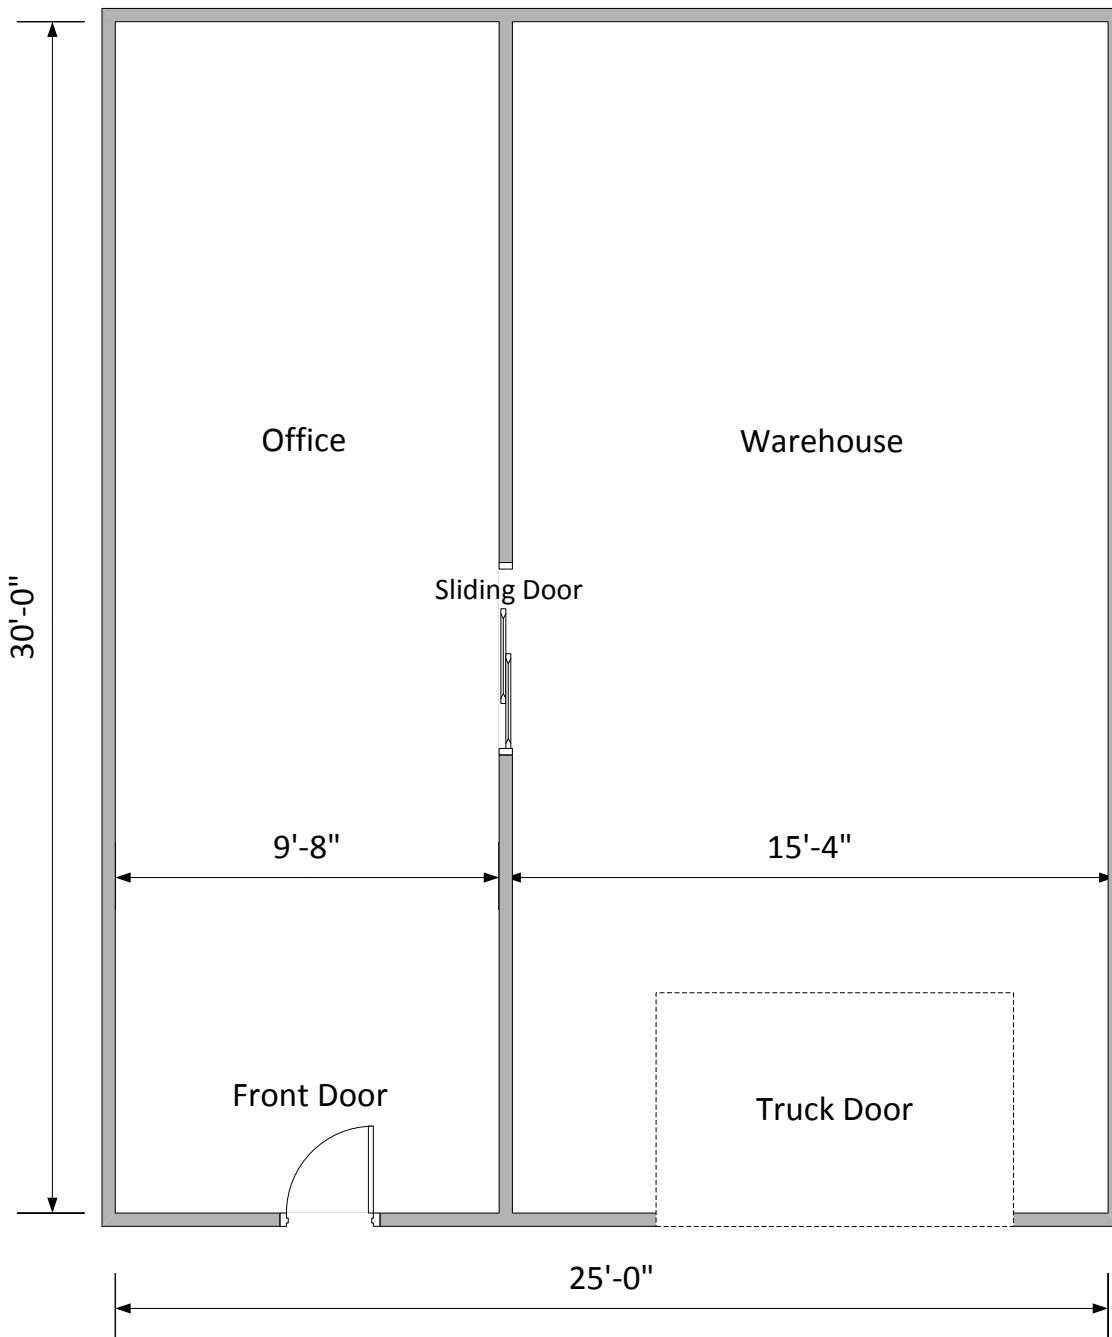 Office
Warehouse
Sliding Door
30'-0"
9'-8"
15'-4"
Front Door
Truck Door
25'-0"